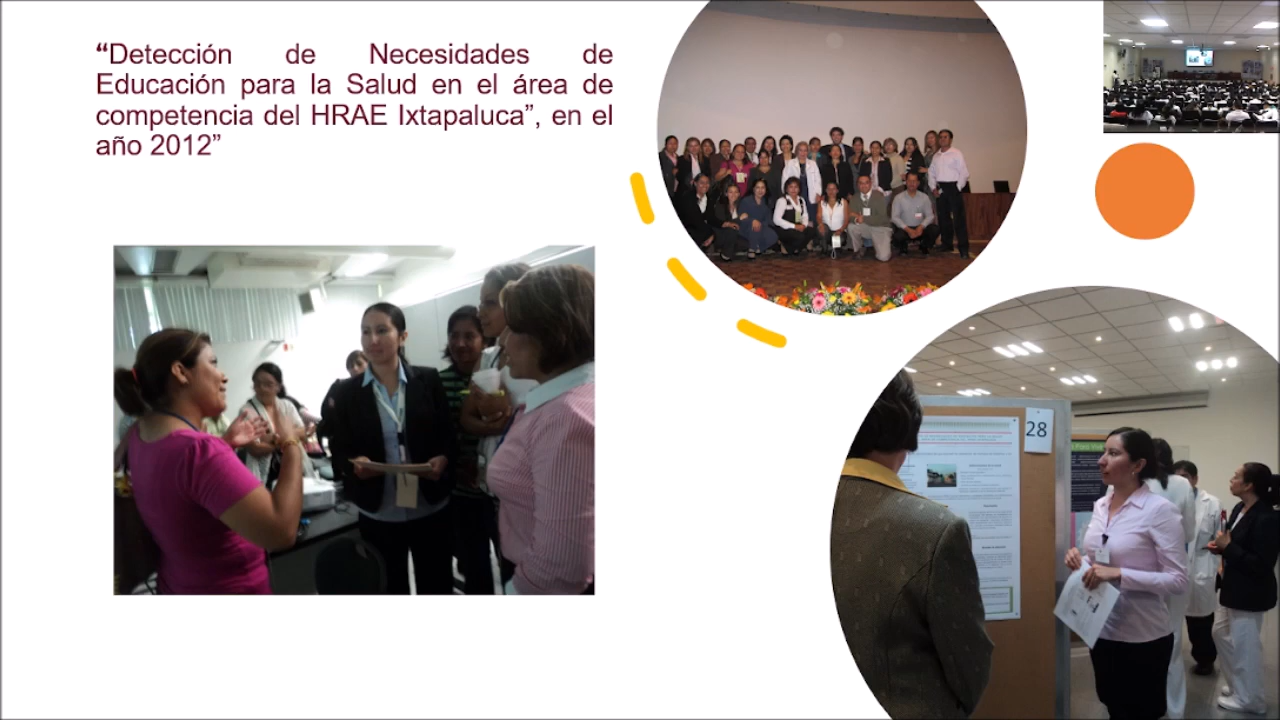 “Detección de Necesidades de
Educación para la Salud en el área de
competencia del HRAE Ixtapaluca”, en el
año 2012”
28